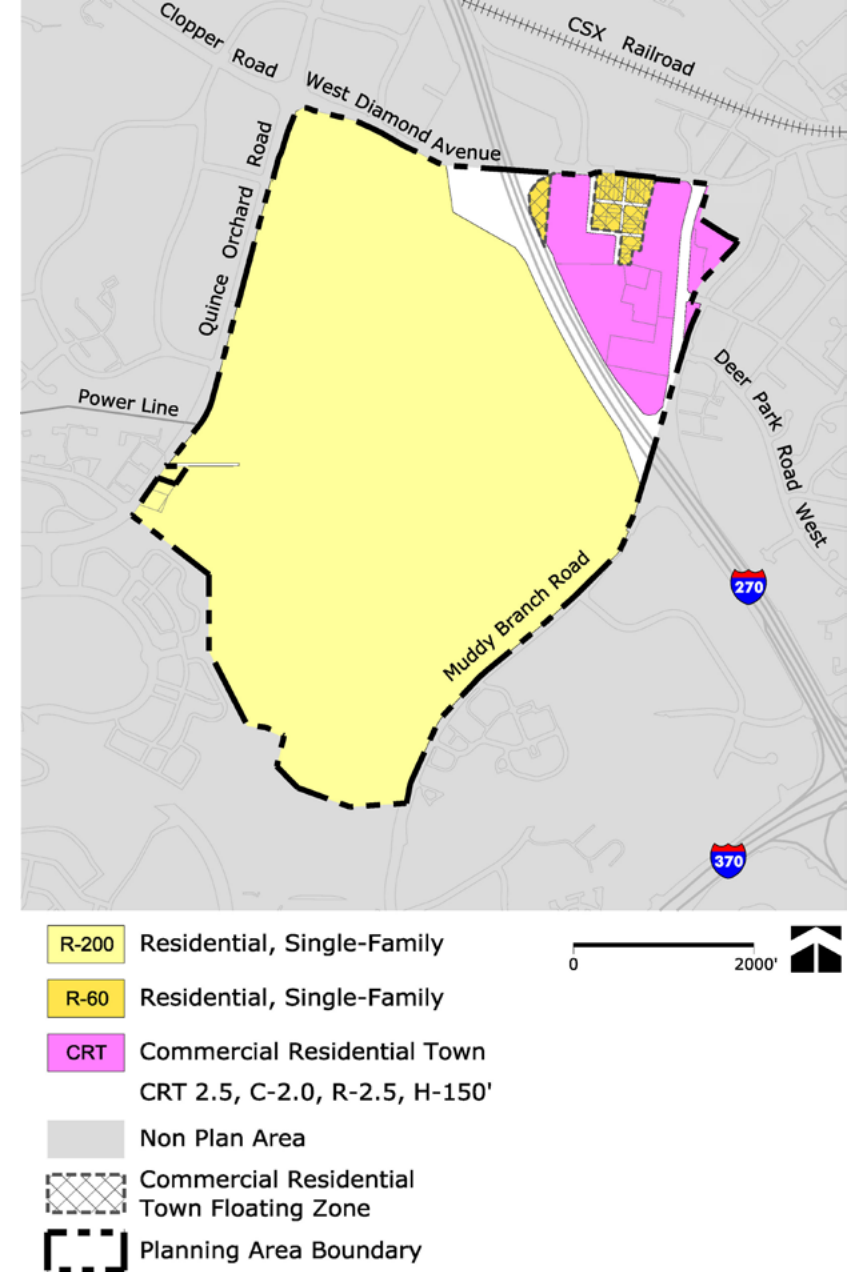 CSX Railroad
Clopper Road
West Diamond Avenue
Quince Orchard Road
Power Line
Deer Park Road West
270
Muddy Branch Road
370
R-200 Residential, Single-Family
R-60 Residential, Single-Family
CRT Commercial Residential Town
CRT 2.5, C-2.0, R-2.5, H-150'
Non Plan Area
Commercial Residential
Town Floating Zone
Planning Area Boundary
0 2000'